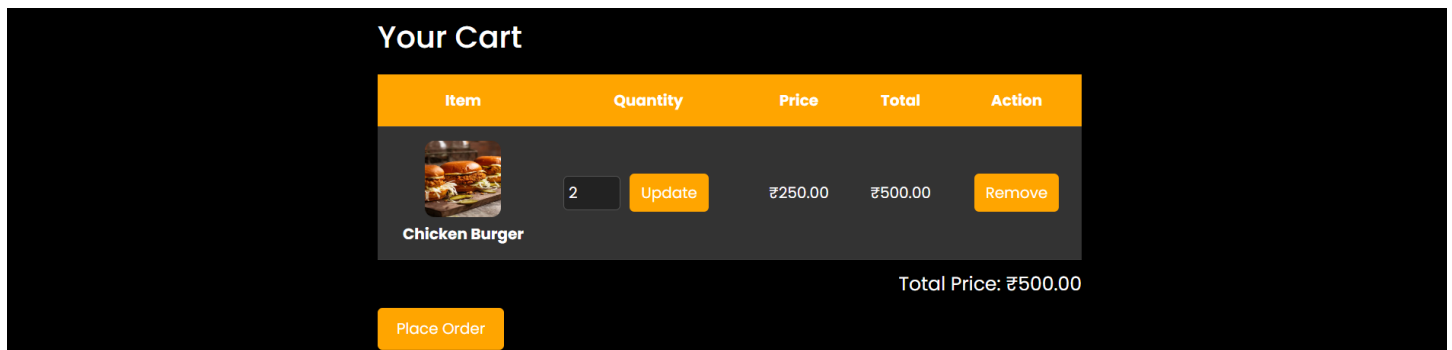 Your Cart
Item Quantity Price Total Action
2 Update ₹250.00 ₹500.00 Remove
Chicken Burger
Total Price: ₹500.00
Place Order